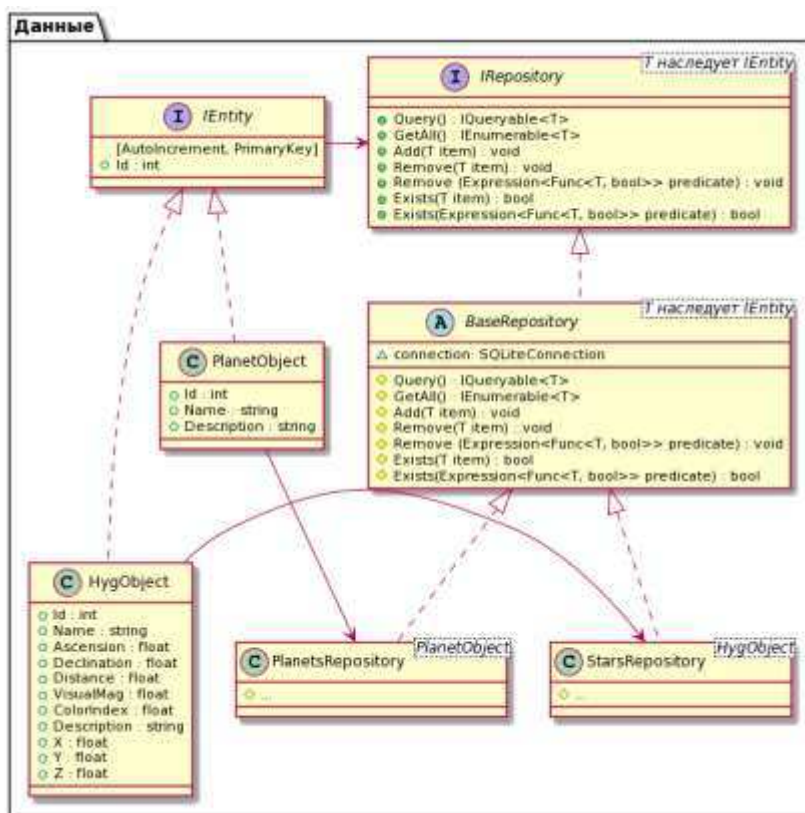 Данные
I IEntity
[AutoIncrement, PrimaryKey]
Id : int
T наследует IEntity
I IRepository
Query() : IQueryable<T>
GetAll() : IEnumerable<T>
Add(T item) : void
Remove(T item) : void
Remove (Expression<Func<T, bool>> predicate) : void
Exists(T item) : bool
Exists(Expression<Func<T, bool>> predicate) : bool
T наследует IEntity
A BaseRepository
connection: SQLiteConnection
Query() : IQueryable<T>
GetAll() : IEnumerable<T>
Add(T item) : void
Remove(T item) : void
Remove (Expression<Func<T, bool>> predicate) : void
Exists(T item) : bool
Exists(Expression<Func<T, bool>> predicate) : bool
C PlanetObject
Id : int
Name : string
Description : string
C HygObject
Id : int
Name : string
Ascension : float
Declination : float
Distance : float
VisualMag : float
ColorIndex : float
Description : string
X : float
Y : float
Z : float
PlanetObject
C PlanetsRepository
...
HygObject
C StarsRepository
...